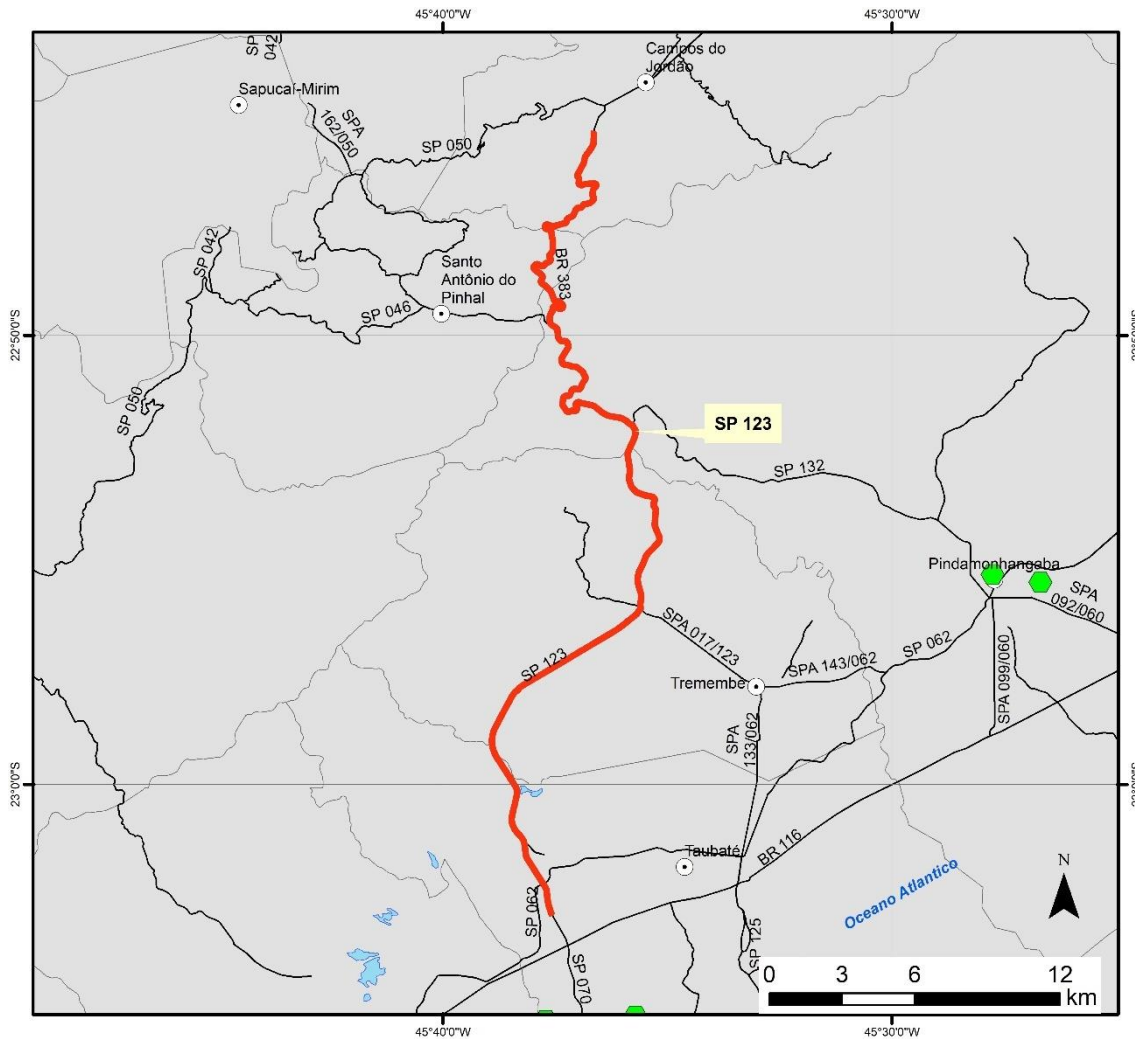 45°40'0"W
45°30'0"W
SP
042
Campos do
Jordão
Sapucaí-Mirim
SPA
162/050
SP 050
SP 042
Santo
Antônio do
Pinhal
BR 383
SP 046
22°50'0"S
SP 050
SP 123
SP 132
Pindamonhangaba
SPA
092/060
SPA 017/123
SP 062
SP 123
SPA 143/062
Tremembe
SPA 099/060
SPA
133/062
23°0'0"S
BR 116
Taubaté
Oceano Atlantico
N
SP 062
SP 125
SP 070
0 3 6 12
km
45°40'0"W
45°30'0"W